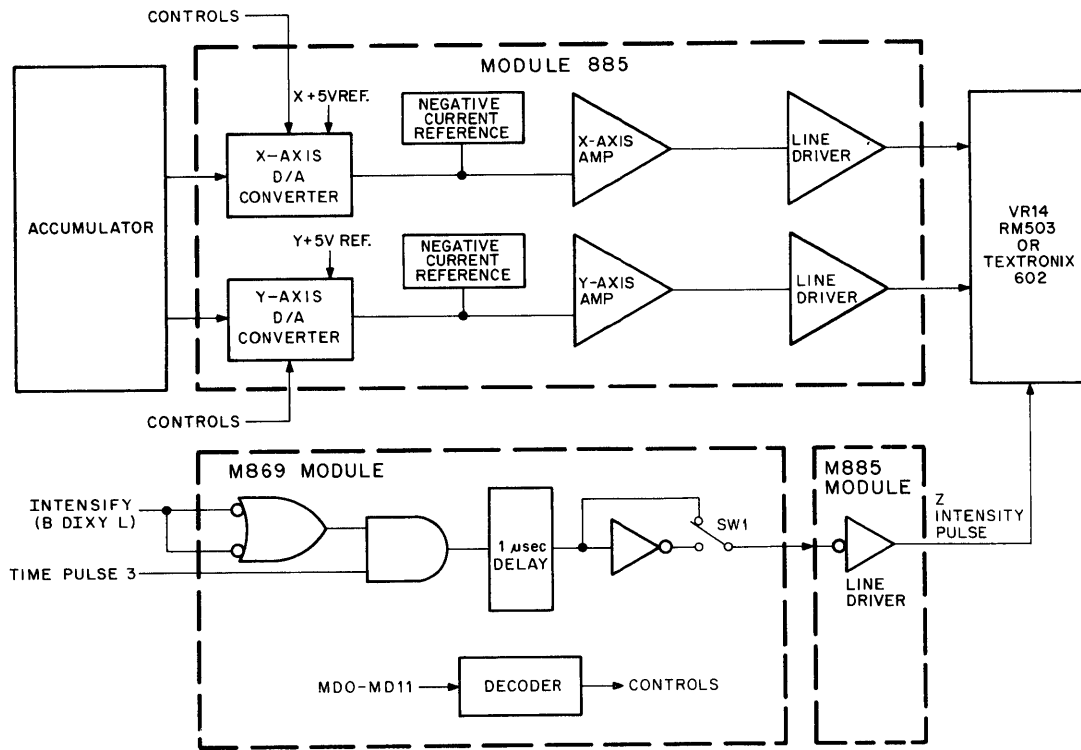 CONTROLS
MODULE 885
X+5VREF.
NEGATIVE
CURRENT
REFERENCE
X-AXIS
D/A
CONVERTER
X-AXIS
AMP
LINE
DRIVER
ACCUMULATOR
VR14
RM503
OR
TEXTRONIX
602
Y+5V REF.
NEGATIVE
CURRENT
REFERENCE
Y-AXIS
D/A
CONVERTER
Y-AXIS
AMP
LINE
DRIVER
CONTROLS
M869 MODULE
M885
MODULE
INTENSIFY
(B DIXY L)
TIME PULSE 3
1 μsec
DELAY
SW1
Z
INTENSITY
PULSE
LINE
DRIVER
MDO-MD11
DECODER
CONTROLS